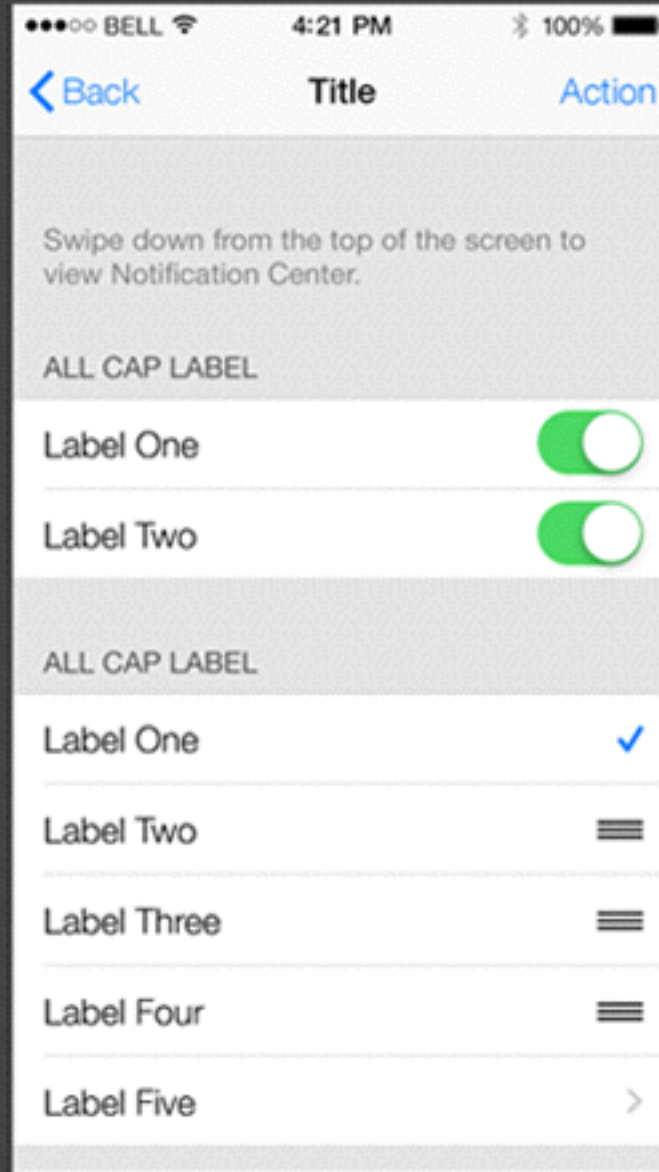 BELL 4:21 PM 100%
Back Title Action
Swipe down from the top of the screen to
view Notification Center.
ALL CAP LABEL
Label One
Label Two
ALL CAP LABEL
Label One
Label Two
Label Three
Label Four
Label Five